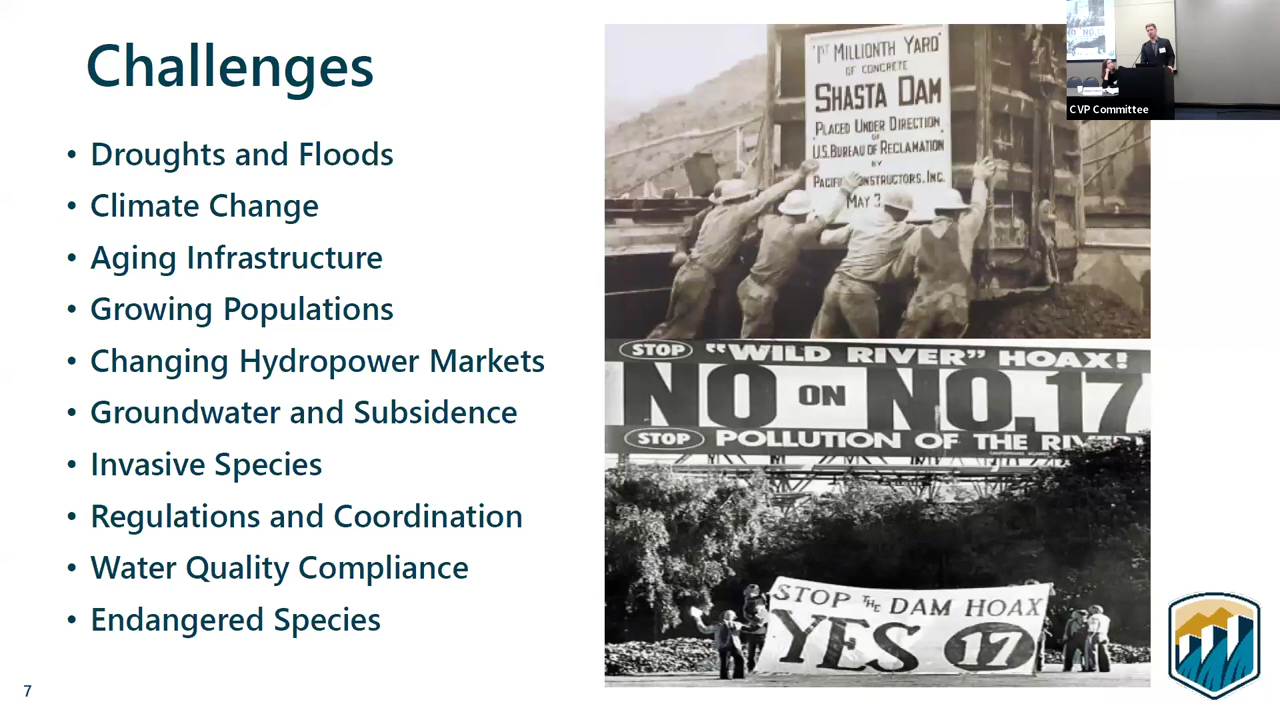 Challenges
• Droughts and Floods
• Climate Change
• Aging Infrastructure
• Growing Populations
• Changing Hydropower Markets
• Groundwater and Subsidence
• Invasive Species
• Regulations and Coordination
• Water Quality Compliance
• Endangered Species
7
1ST MILLIONTH YARD
OF CONCRETE
SHASTA DAM
PLACED UNDER DIRECTION
OF
U.S. BUREAU OF RECLAMATION
BY
PACIFIC CONSTRUCTORS, INC.
MAY 3
STOP "WILD RIVER" HOAX!
NO ON NO.17
STOP POLLUTION OF THE RIVER
STOP THE DAM HOAX
YES 17
CVP Committee